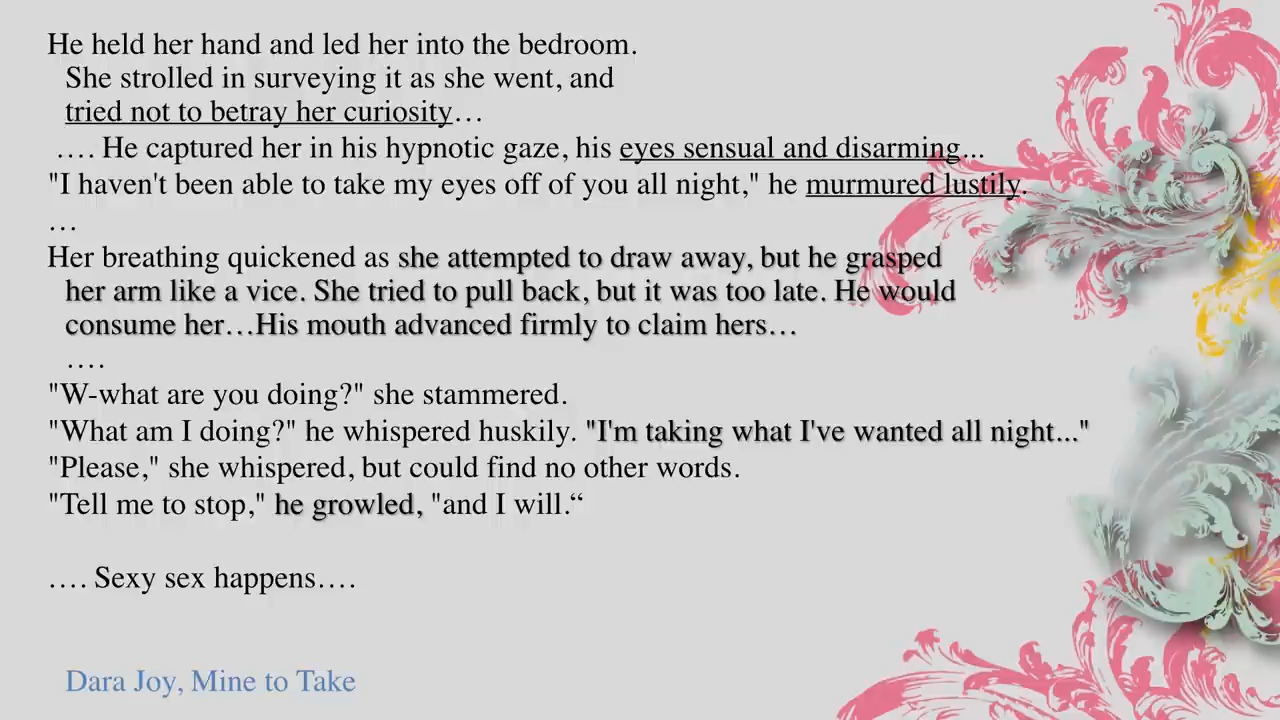 He held her hand and led her into the bedroom.
She strolled in surveying it as she went, and
tried not to betray her curiosity…
…. He captured her in his hypnotic gaze, his eyes sensual and disarming...
"I haven't been able to take my eyes off of you all night," he murmured lustily.
…
Her breathing quickened as she attempted to draw away, but he grasped
her arm like a vice. She tried to pull back, but it was too late. He would
consume her…His mouth advanced firmly to claim hers…
….
"W-what are you doing?" she stammered.
"What am I doing?" he whispered huskily. "I'm taking what I've wanted all night..."
"Please," she whispered, but could find no other words.
"Tell me to stop," he growled, "and I will.“
…. Sexy sex happens….
Dara Joy, Mine to Take